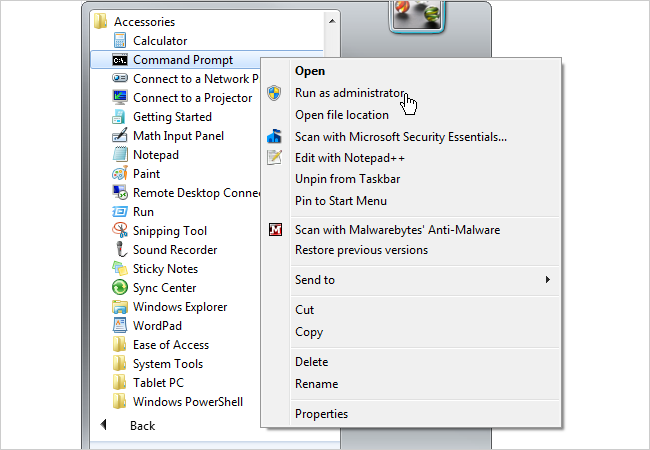 Accessories
Calculator
Command Prompt
Connect to a Network P
Connect to a Projector
Getting Started
Math Input Panel
Notepad
Paint
Remote Desktop Connec
Run
Snipping Tool
Sound Recorder
Sticky Notes
Sync Center
Windows Explorer
WordPad
Ease of Access
System Tools
Tablet PC
Windows PowerShell
Back
Open
Run as administrator
Open file location
Scan with Microsoft Security Essentials...
Edit with Notepad++
Unpin from Taskbar
Pin to Start Menu
Scan with Malwarebytes' Anti-Malware
Restore previous versions
Send to
Cut
Copy
Delete
Rename
Properties